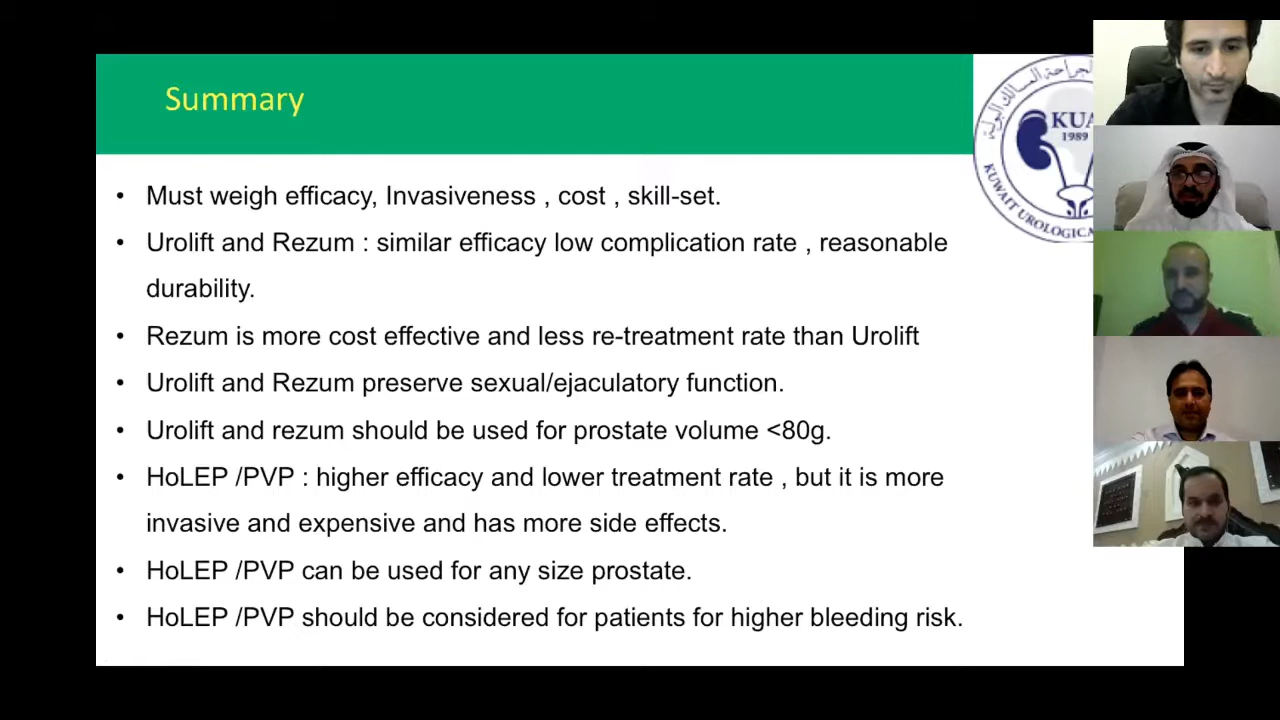 Summary
KUA
1989
KUWAIT UROLOGICAL
• Must weigh efficacy, Invasiveness , cost , skill-set.
• Urolift and Rezum : similar efficacy low complication rate , reasonable
durability.
• Rezum is more cost effective and less re-treatment rate than Urolift
• Urolift and Rezum preserve sexual/ejaculatory function.
• Urolift and rezum should be used for prostate volume <80g.
• HoLEP /PVP : higher efficacy and lower treatment rate , but it is more
invasive and expensive and has more side effects.
• HoLEP /PVP can be used for any size prostate.
• HoLEP /PVP should be considered for patients for higher bleeding risk.